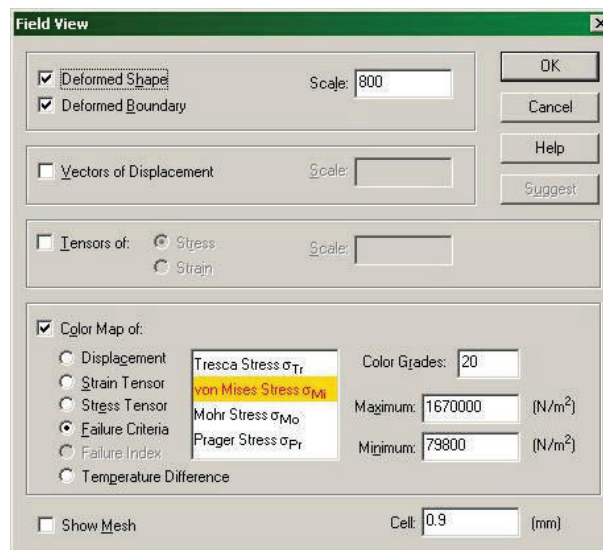 Field View
Deformed Shape
Scale: 800
OK
Deformed Boundary
Cancel
Help
Vectors of Displacement
Scale:
Suggest
Tensors of:
Stress
Scale:
Strain
Color Map of:
Displacement
Tresca Stress σTr
Color Grades: 20
Strain Tensor
von Mises Stress σMi
Stress Tensor
Maximum: 1670000 (N/m²)
Failure Criteria
Mohr Stress σMo
Failure Index
Prager Stress σPr
Minimum: 79800 (N/m²)
Temperature Difference
Show Mesh
Cell: 0.9 (mm)